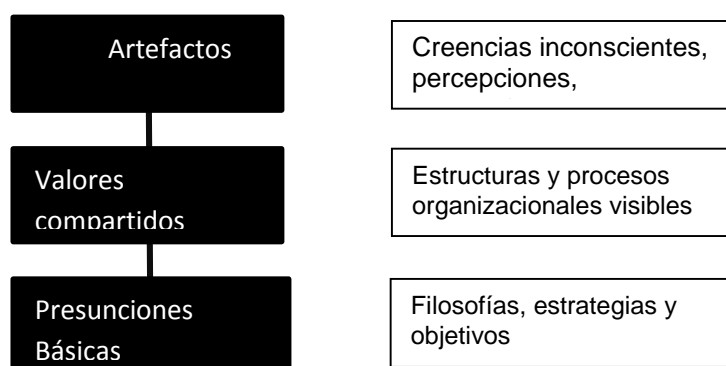 Artefactos
Creencias inconscientes,
percepciones,
Valores
compartidos
Estructuras y procesos
organizacionales visibles
Presunciones
Básicas
Filosofías, estrategias y
objetivos